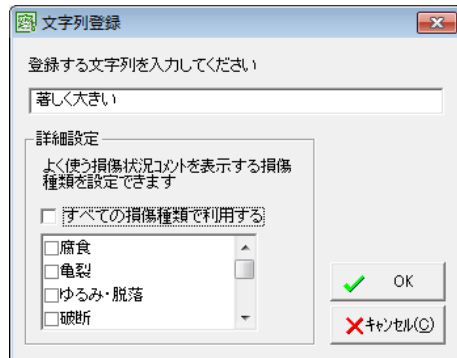 文字列登録
登録する文字列を入力してください
著しく大きい
詳細設定
よく使う損傷状況コメントを表示する損傷
種類を設定できます
すべての損傷種類で利用する
腐食
亀裂
ゆるみ・脱落
破断
OK
キャンセル(C)